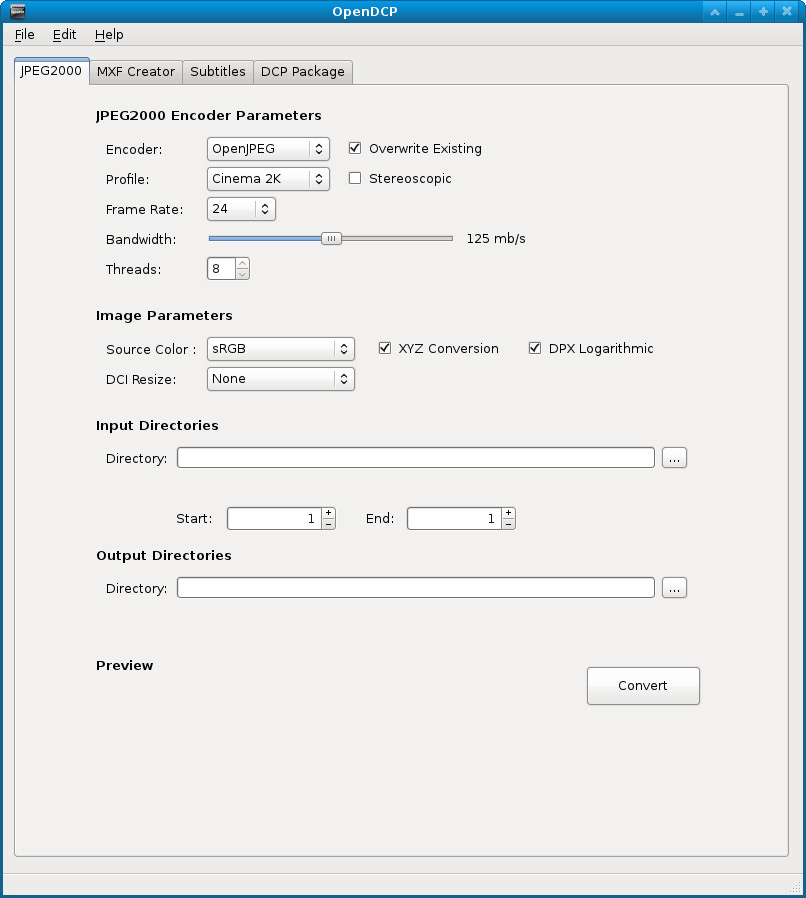 OpenDCP
File Edit Help
JPEG2000 MXF Creator Subtitles DCP Package
JPEG2000 Encoder Parameters
Encoder: OpenJPEG Overwrite Existing
Profile: Cinema 2K Stereoscopic
Frame Rate: 24
Bandwidth: 125 mb/s
Threads: 8
Image Parameters
Source Color : sRGB XYZ Conversion DPX Logarithmic
DCI Resize: None
Input Directories
Directory: ...
Start: 1 End: 1
Output Directories
Directory: ...
Preview
Convert